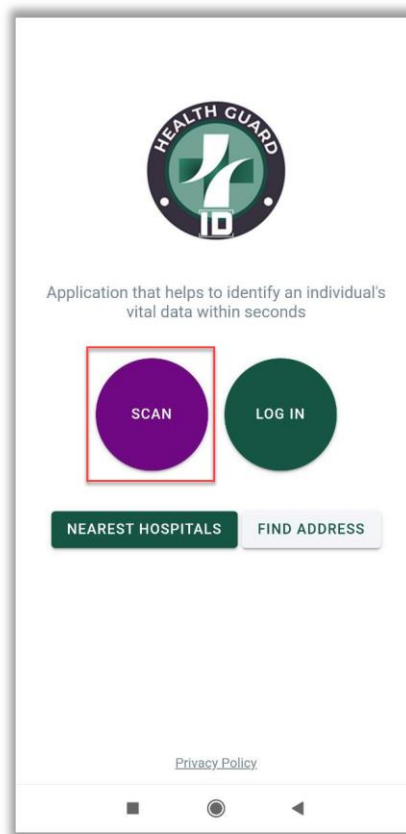 HEALTH GUARD
ID
Application that helps to identify an individual's
vital data within seconds
SCAN
LOG IN
NEAREST HOSPITALS
FIND ADDRESS
Privacy Policy